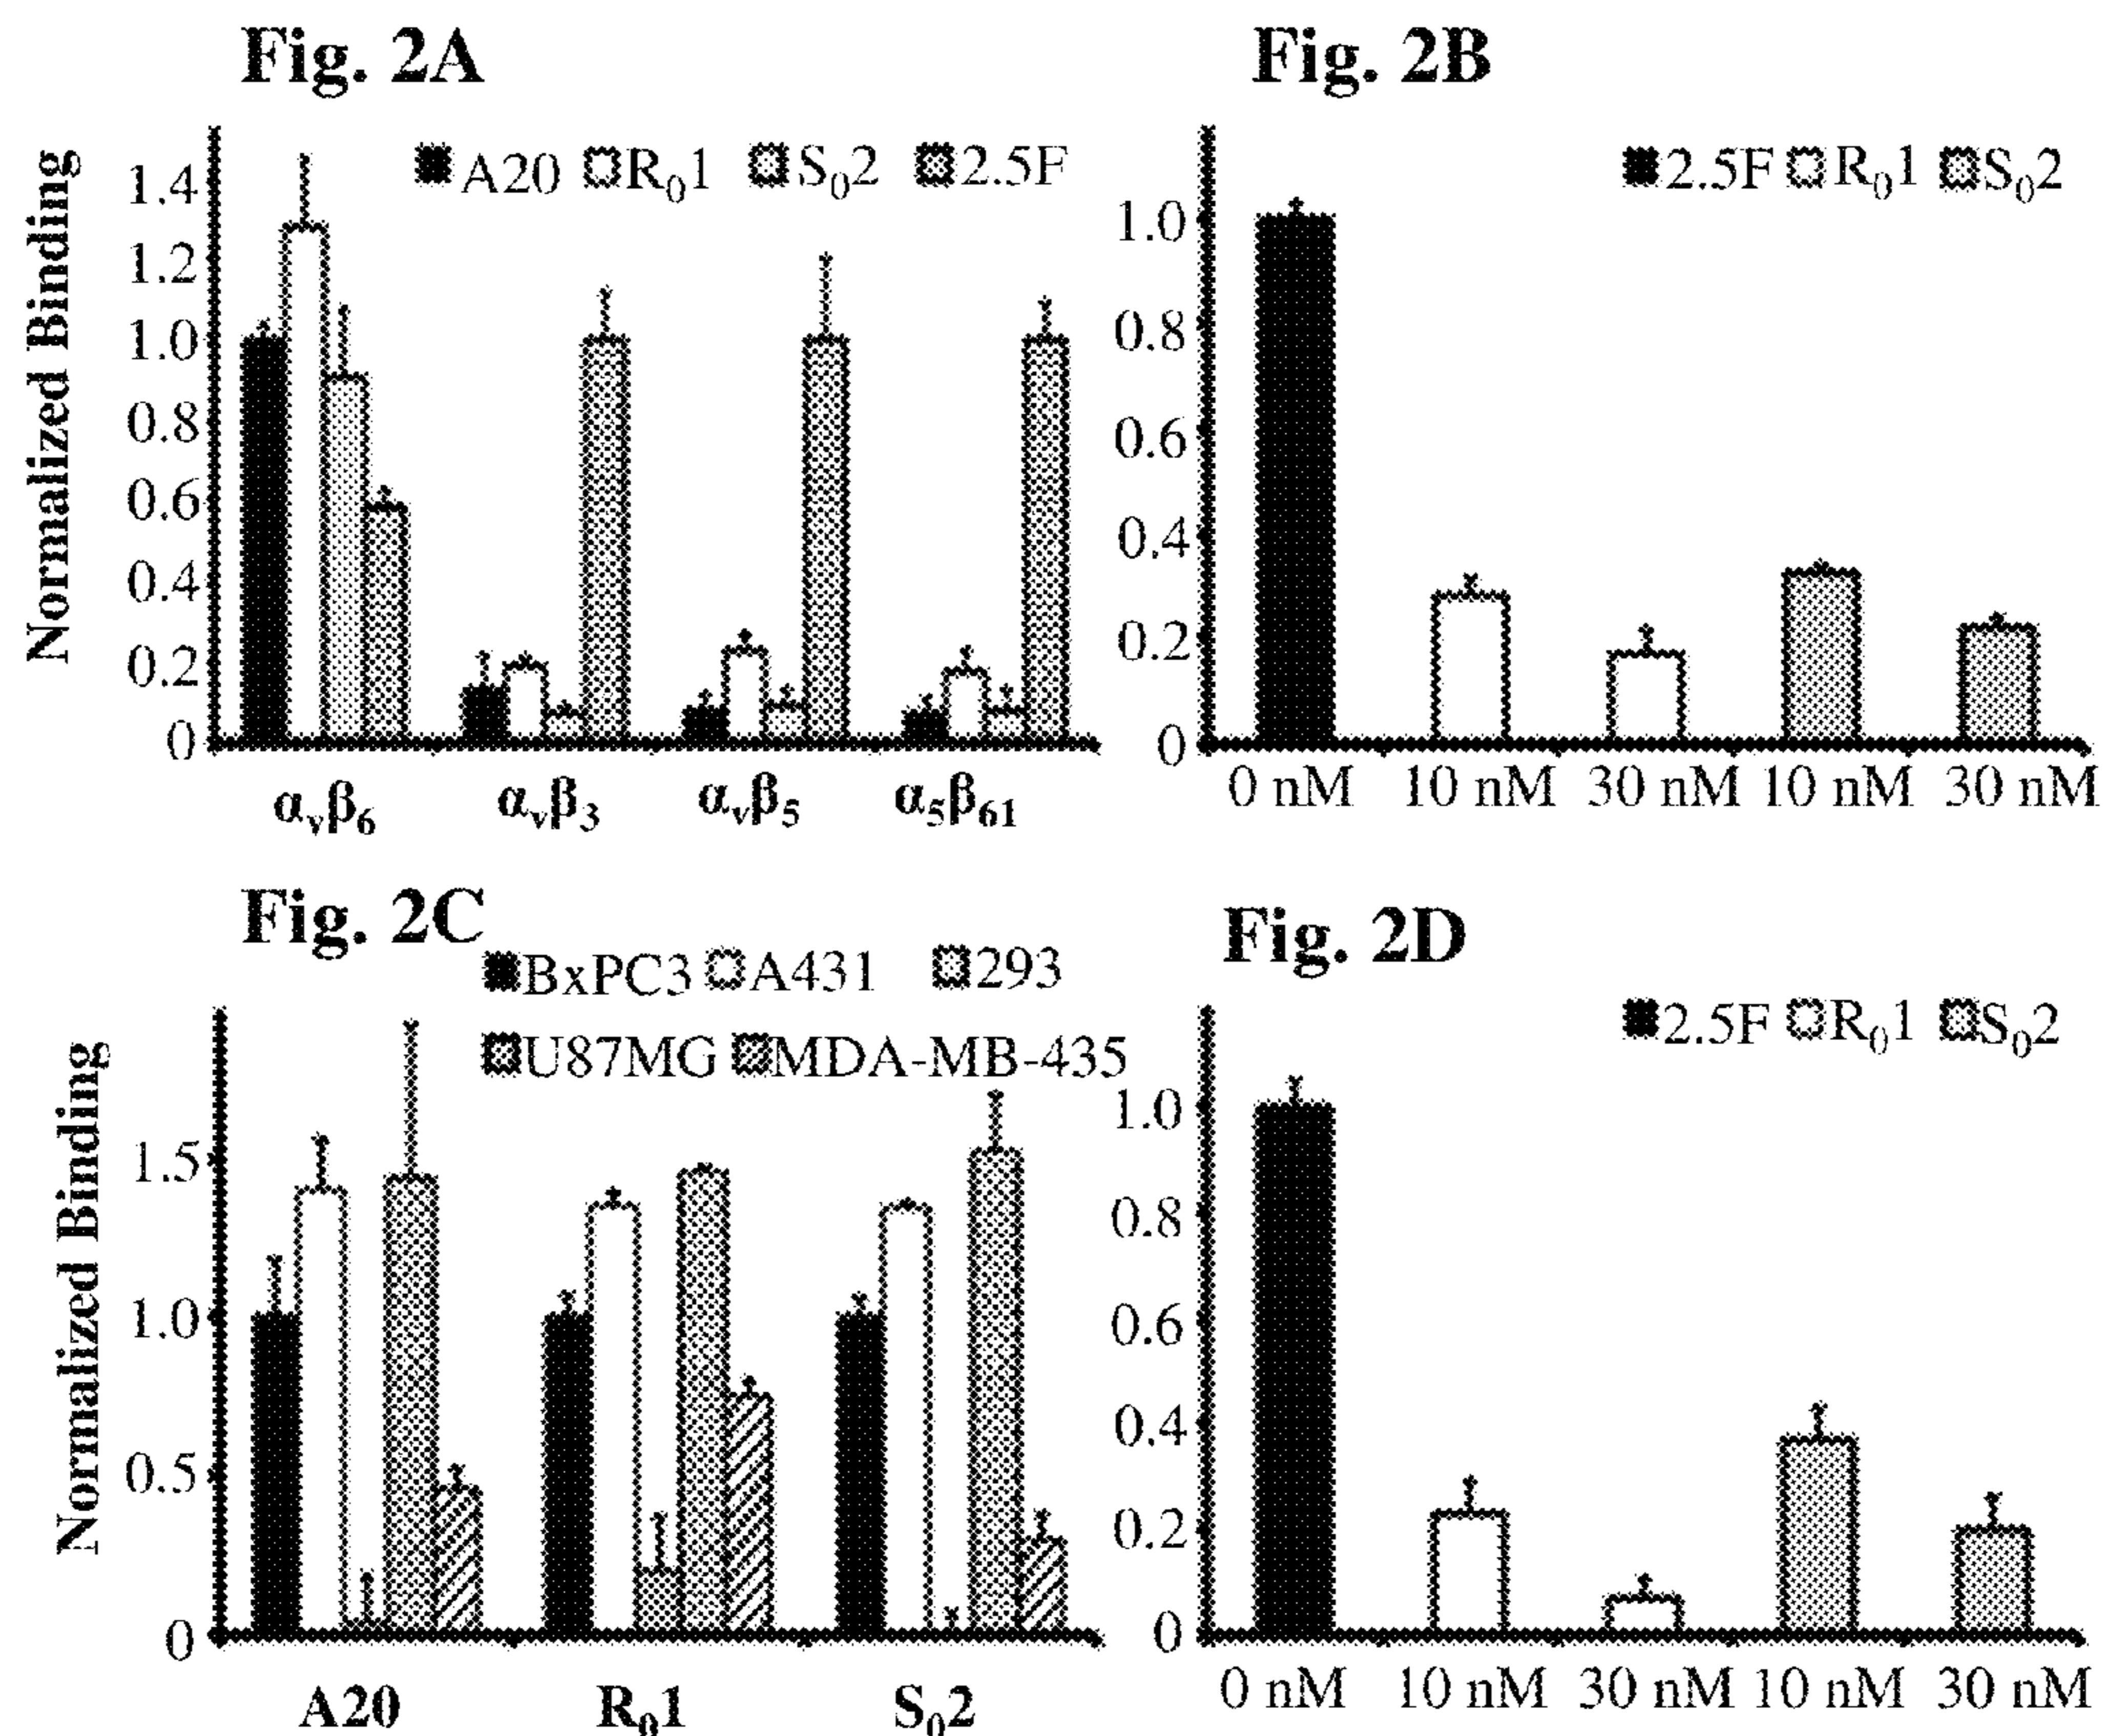 Fig. 2A
A20 R₀1 S₀2 2.5F
Normalized Binding
1.4
1.2
1.0
0.8
0.6
0.4
0.2
0
αᵥβ₆ αᵥβ₃ αᵥβ₅ α₅β₆₁
Fig. 2B
2.5F R₀1 S₀2
1.0
0.8
0.6
0.4
0.2
0
0 nM 10 nM 30 nM 10 nM 30 nM
Fig. 2C
BxPC3 A431 293
U87MG MDA-MB-435
Normalized Binding
1.5
1.0
0.5
0
A20 R₀1 S₀2
Fig. 2D
2.5F R₀1 S₀2
1.0
0.8
0.6
0.4
0.2
0
0 nM 10 nM 30 nM 10 nM 30 nM